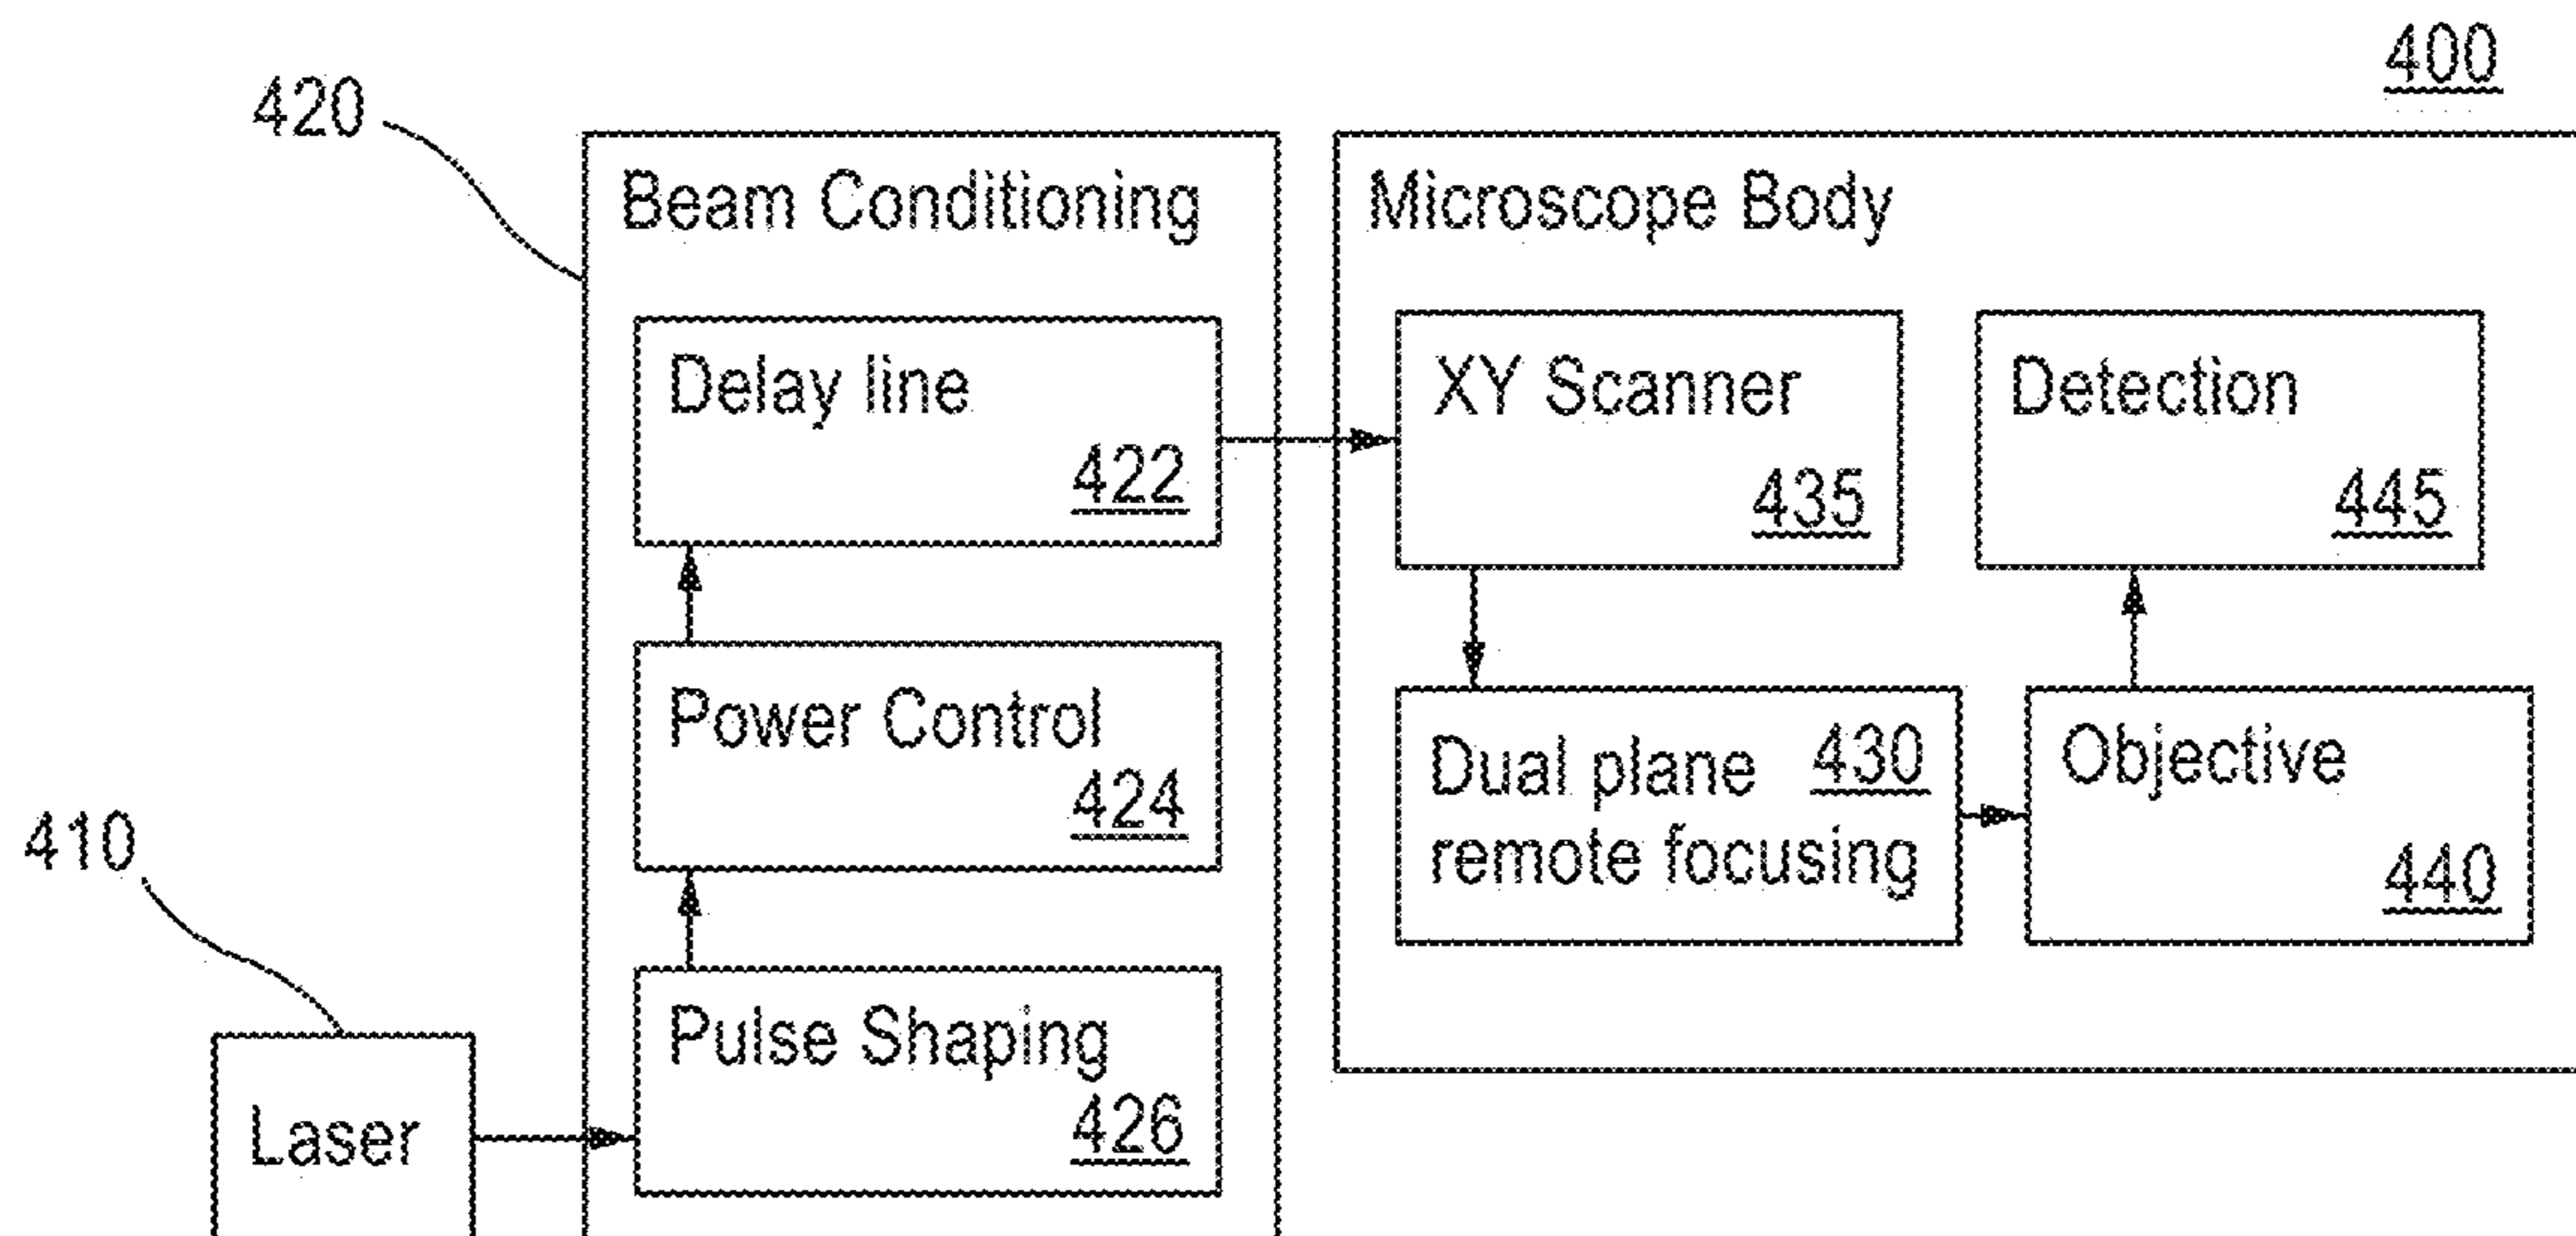 400
420
Beam Conditioning
Microscope Body
Delay line
422
XY Scanner
435
Detection
445
Power Control
424
Dual plane 430
remote focusing
Objective
440
410
Pulse Shaping
426
Laser